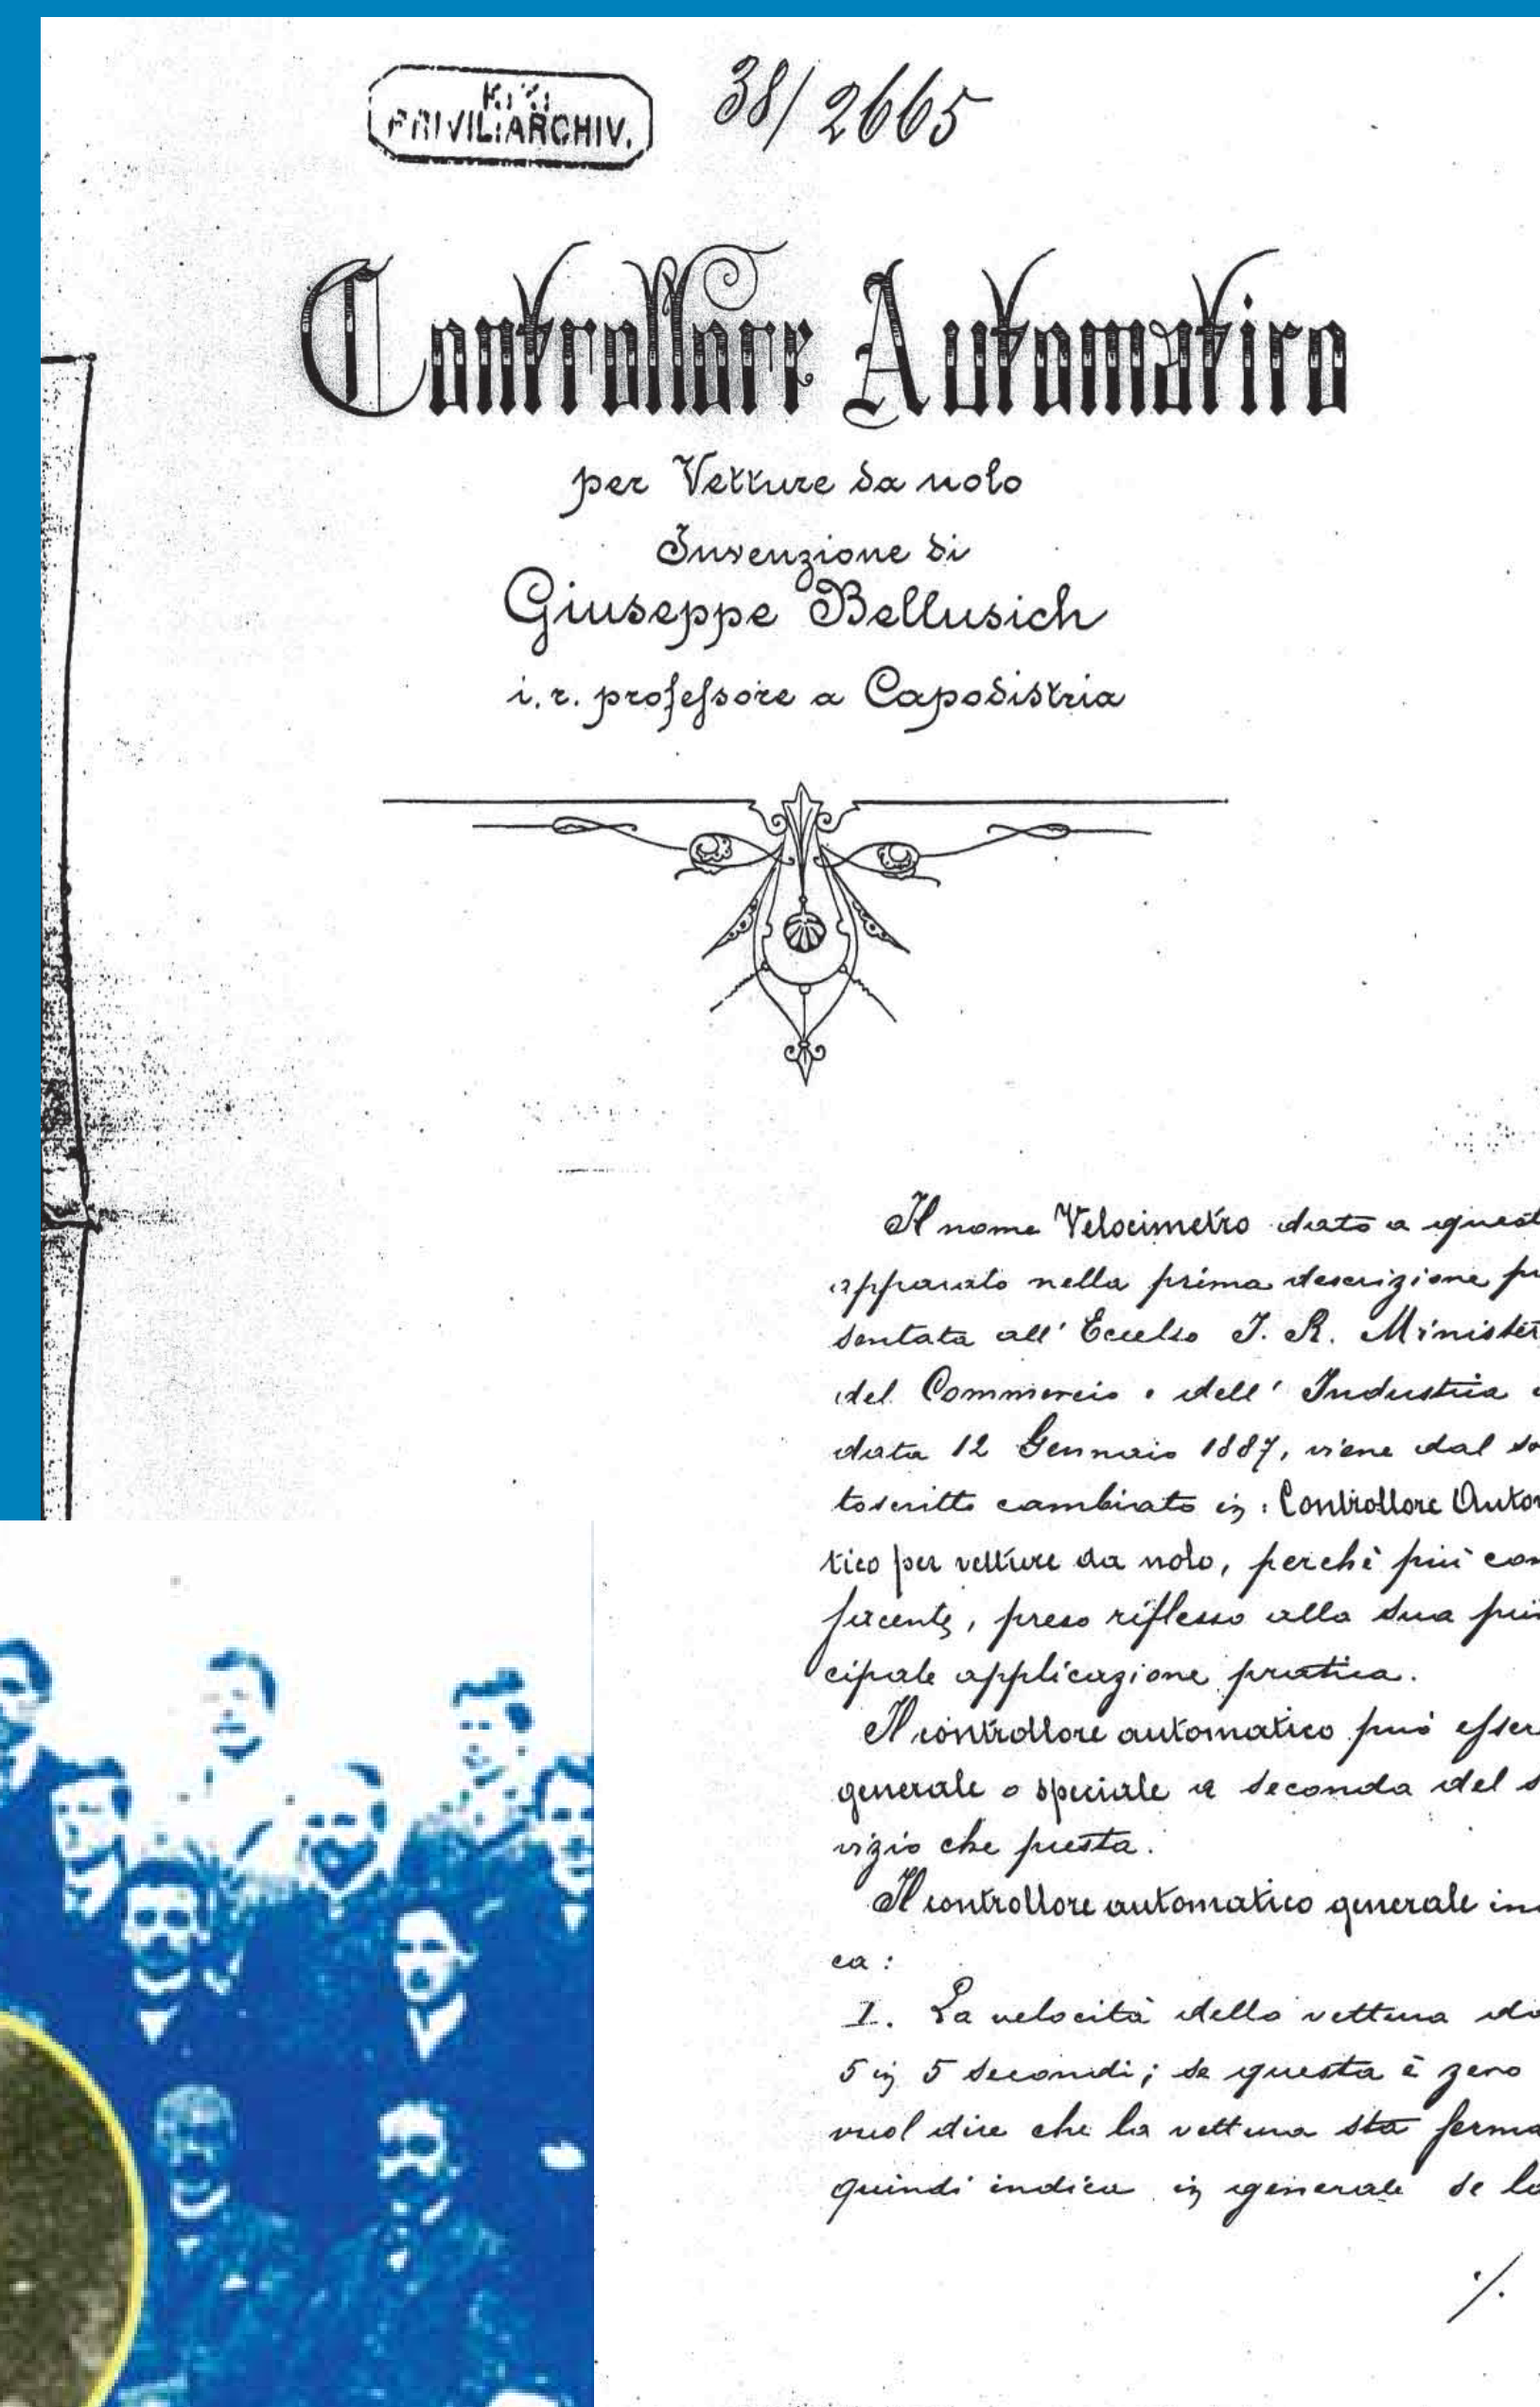 K. K.
PRIVIL: ARCHIV.
38/2665
Controllore Automatico
per Vetture da nolo
Invenzione di
Giuseppe Bellusich
i. r. professore a Capodistria
Il nome Velocimetro dato a quest
apparato nella prima descrizione pr
sentata all' Eccelso I. R. Minister
del Commercio e dell' Industria
data 12 Gennaio 1887, viene dal so
toscritto cambiato in: Controllore Autom
tico per vetture da nolo, perchè più con
facente, preso riflesso alla sua prin
cipale applicazione pratica.
Il controllore automatico può esser
generale o speciale a seconda del s
vizio che presta.
Il controllore automatico generale in
ca:
I. La velocità della vettura da
5 in 5 secondi; se questa è zero
vuol dire che la vettura sta ferma
quindi indica in generale se la
./.